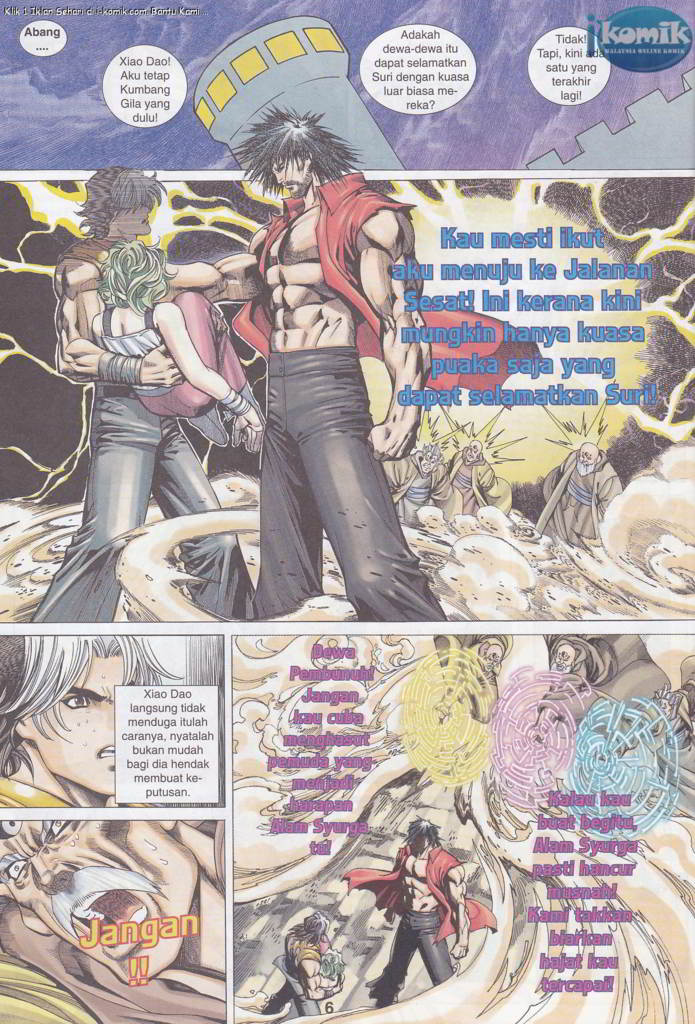 Klik 1 Iklan Sehari di i-komik.com Bantu Kami ...
ikomik
MALAYSIA ONLINE KOMIK
Abang
....
Xiao Dao!
Aku tetap
Kumbang
Gila yang
dulu!
Adakah
dewa-dewa itu
dapat selamatkan
Suri dengan kuasa
luar biasa me-
reka?
Tidak!
Tapi, kini ada
satu yang
terakhir
lagi!
Kau mesti ikut
aku menuju ke Jalanan
Sesat! Ini kerana kini
mungkin hanya kuasa
puaka saja yang
dapat selamatkan Suri!
Xiao Dao
langsung tidak
menduga itulah
caranya, nyatalah
bukan mudah
bagi dia hendak
membuat ke-
putusan.
Jangan
!!
Dewa
Pembunuh!
Jangan
kau cuba
menghasut
pemuda yang
menjadi
harapan
Alam Syurga
tu!
Kalau kau
buat begitu,
Alam Syurga
pasti hancur
musnah!
Kami takkan
biarkan
hajat kau
tercapai!
6